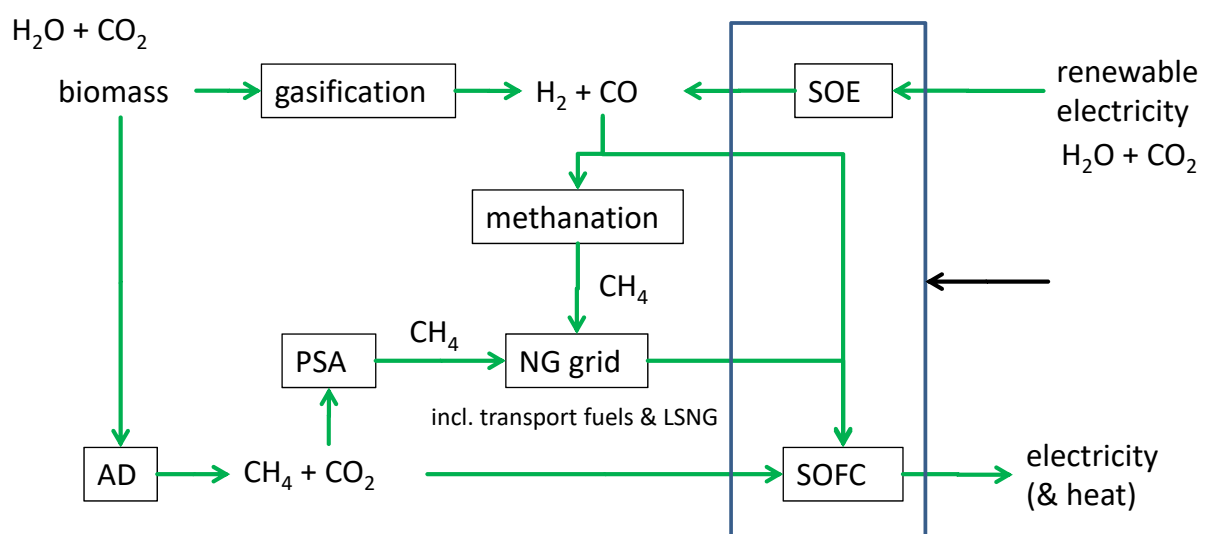 H₂O + CO₂
biomass
gasification
H₂ + CO
SOE
renewable
electricity
H₂O + CO₂
methanation
CH₄
CH₄
PSA
NG grid
incl. transport fuels & LSNG
AD
CH₄ + CO₂
SOFC
electricity
(& heat)